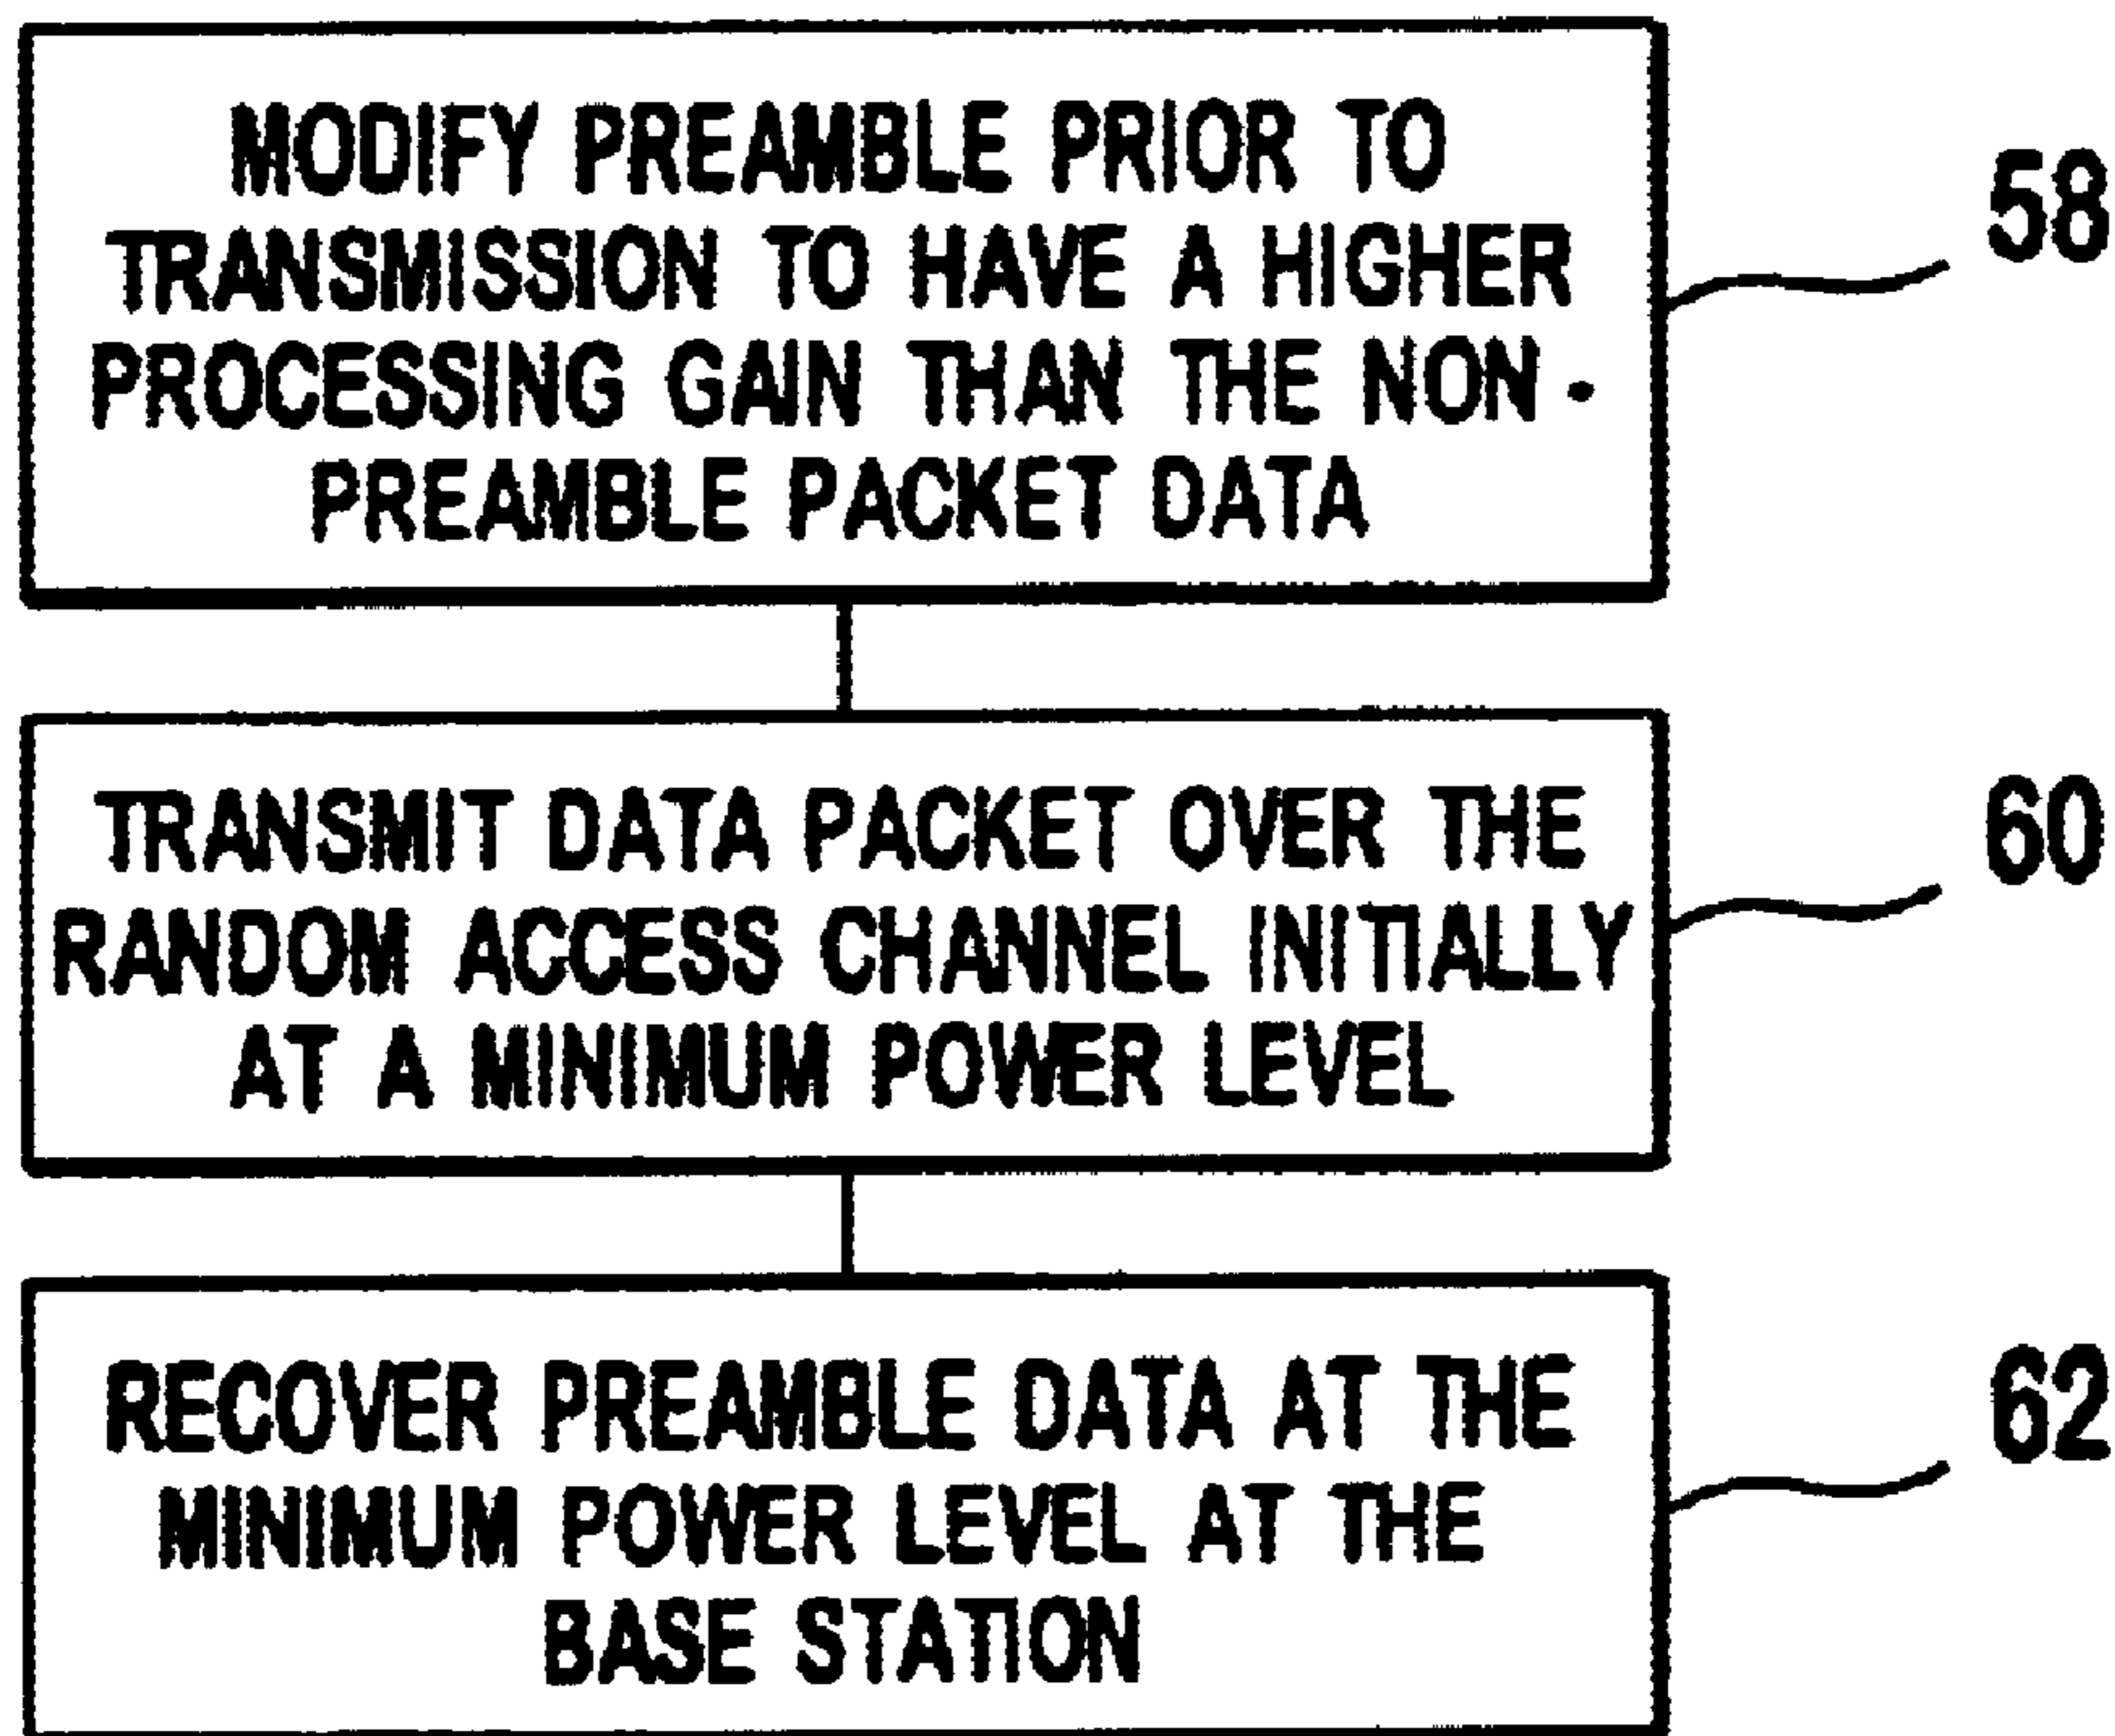 MODIFY PREAMBLE PRIOR TO
TRANSMISSION TO HAVE A HIGHER
PROCESSING GAIN THAN THE NON·
PREAMBLE PACKET DATA
58
TRANSMIT DATA PACKET OVER THE
RANDOM ACCESS CHANNEL INITIALLY
AT A MINIMUM POWER LEVEL
60
RECOVER PREAMBLE DATA AT THE
MINIMUM POWER LEVEL AT THE
BASE STATION
62